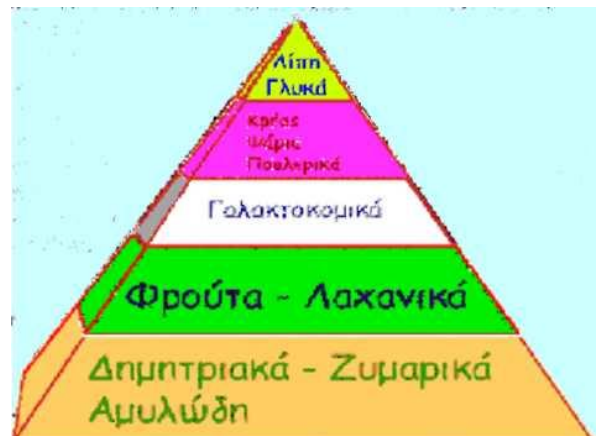 Λίπη
Γλυκά
Κρέας
Ψάρια
Πουλερικά
Γαλακτοκομικά
Φρούτα - Λαχανικά
Δημητριακά - Ζυμαρικά
Αμυλώδη